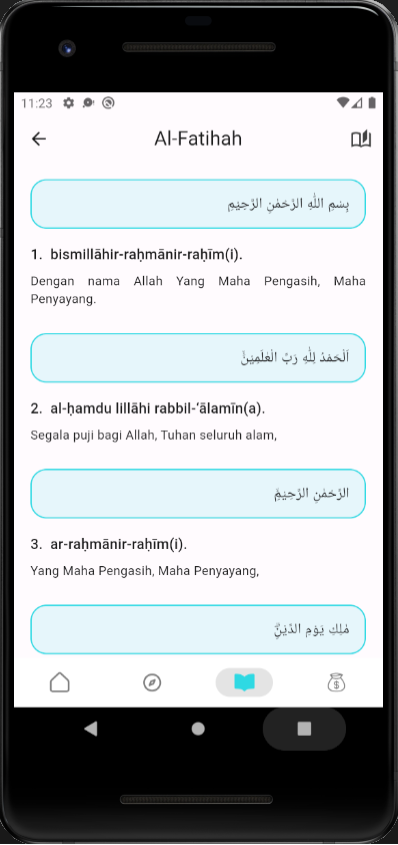 11:23
Al-Fatihah
بِسْمِ اللّٰهِ الرَّحْمٰنِ الرَّحِيْمِ
1. bismillāhir-raḥmānir-raḥīm(i).
Dengan nama Allah Yang Maha Pengasih, Maha
Penyayang.
اَلْحَمْدُ لِلّٰهِ رَبِّ الْعٰلَمِيْنَۙ
2. al-ḥamdu lillāhi rabbil-‘ālamīn(a).
Segala puji bagi Allah, Tuhan seluruh alam,
الرَّحْمٰنِ الرَّحِيْمِۙ
3. ar-raḥmānir-raḥīm(i).
Yang Maha Pengasih, Maha Penyayang,
مٰلِكِ يَوْمِ الدِّيْنِۗ